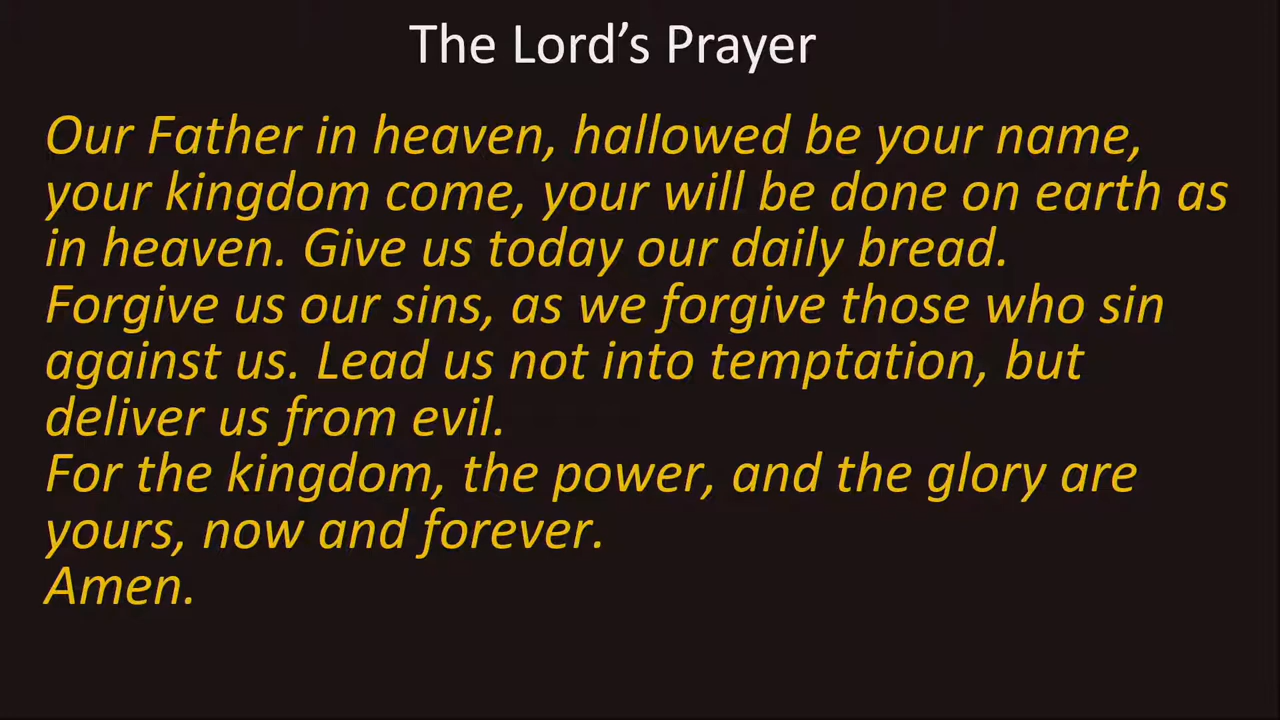 The Lord’s Prayer
Our Father in heaven, hallowed be your name,
your kingdom come, your will be done on earth as
in heaven. Give us today our daily bread.
Forgive us our sins, as we forgive those who sin
against us. Lead us not into temptation, but
deliver us from evil.
For the kingdom, the power, and the glory are
yours, now and forever.
Amen.